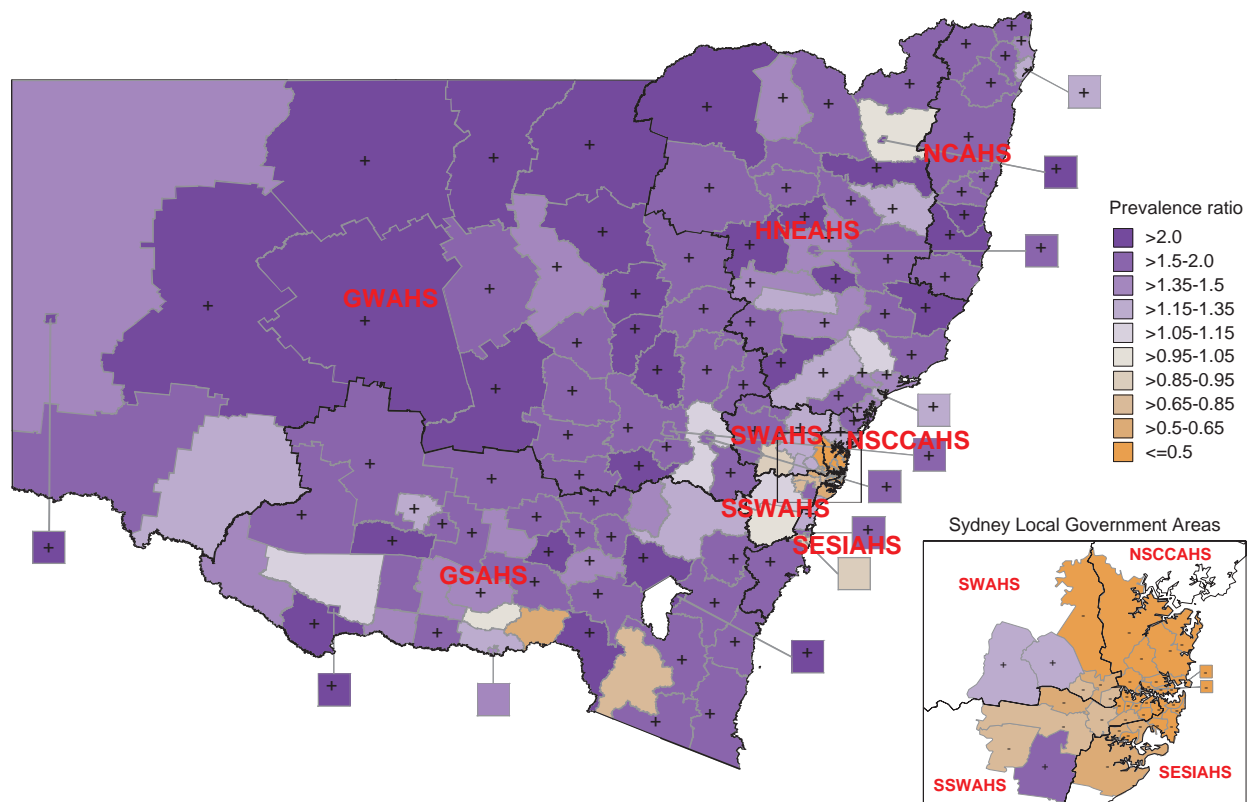 NCAHS
HNEAHS
GWAHS
SWAHS
NSCCAHS
SSWAHS
SESIAHS
GSAHS
Prevalence ratio
>2.0
>1.5-2.0
>1.35-1.5
>1.15-1.35
>1.05-1.15
>0.95-1.05
>0.85-0.95
>0.65-0.85
>0.5-0.65
<=0.5
Sydney Local Government Areas
NSCCAHS
SWAHS
SSWAHS
SESIAHS